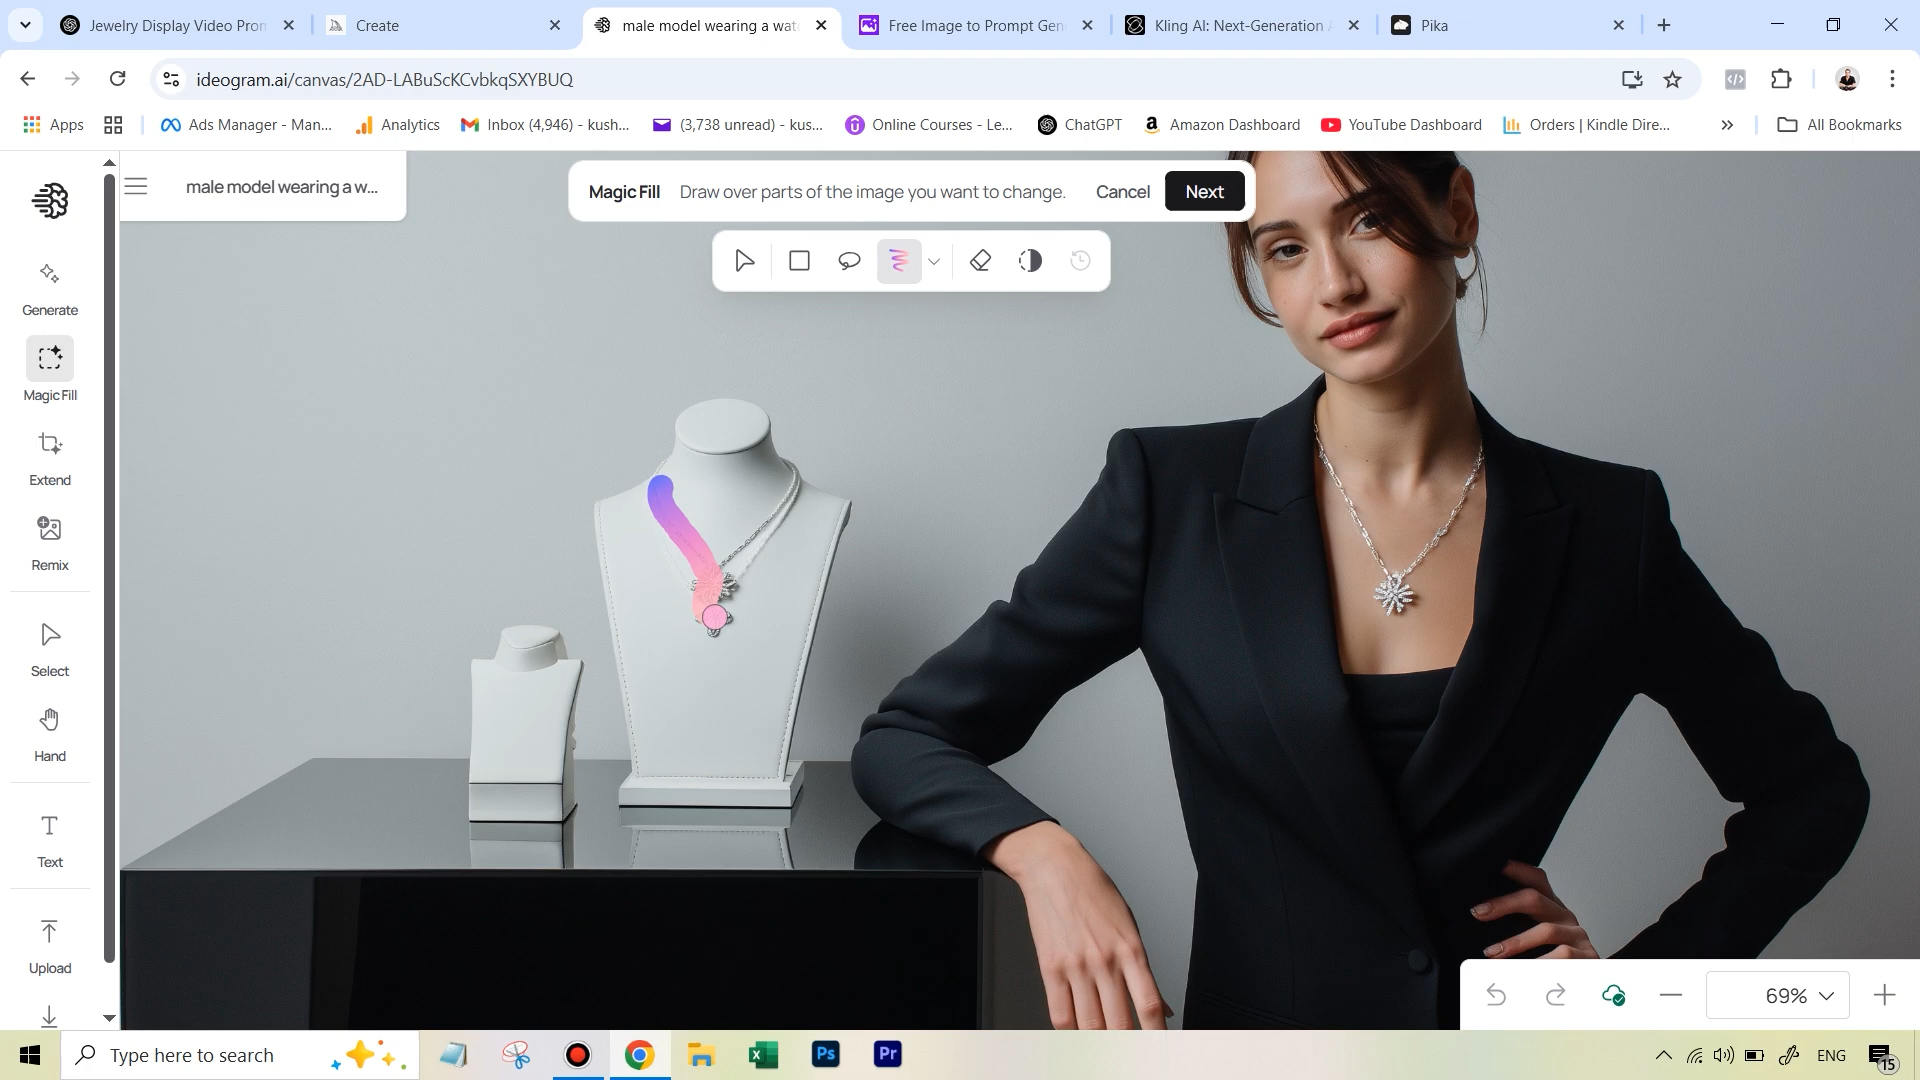 Jewelry Display Video Pron
Create
male model wearing a wat
Free Image to Prompt Gen
Kling AI: Next-Generation A
Pika
ideogram.ai/canvas/2AD-LABuScKCvbkqSXYBUQ
Apps
Ads Manager - Man...
Analytics
Inbox (4,946) - kush...
(3,738 unread) - kus...
Online Courses - Le...
ChatGPT
Amazon Dashboard
YouTube Dashboard
Orders | Kindle Dire...
All Bookmarks
male model wearing a w...
Magic Fill
Draw over parts of the image you want to change.
Cancel
Next
Generate
Magic Fill
Extend
Remix
Select
Hand
Text
Upload
69%
Type here to search
Ps
Pr
ENG
15